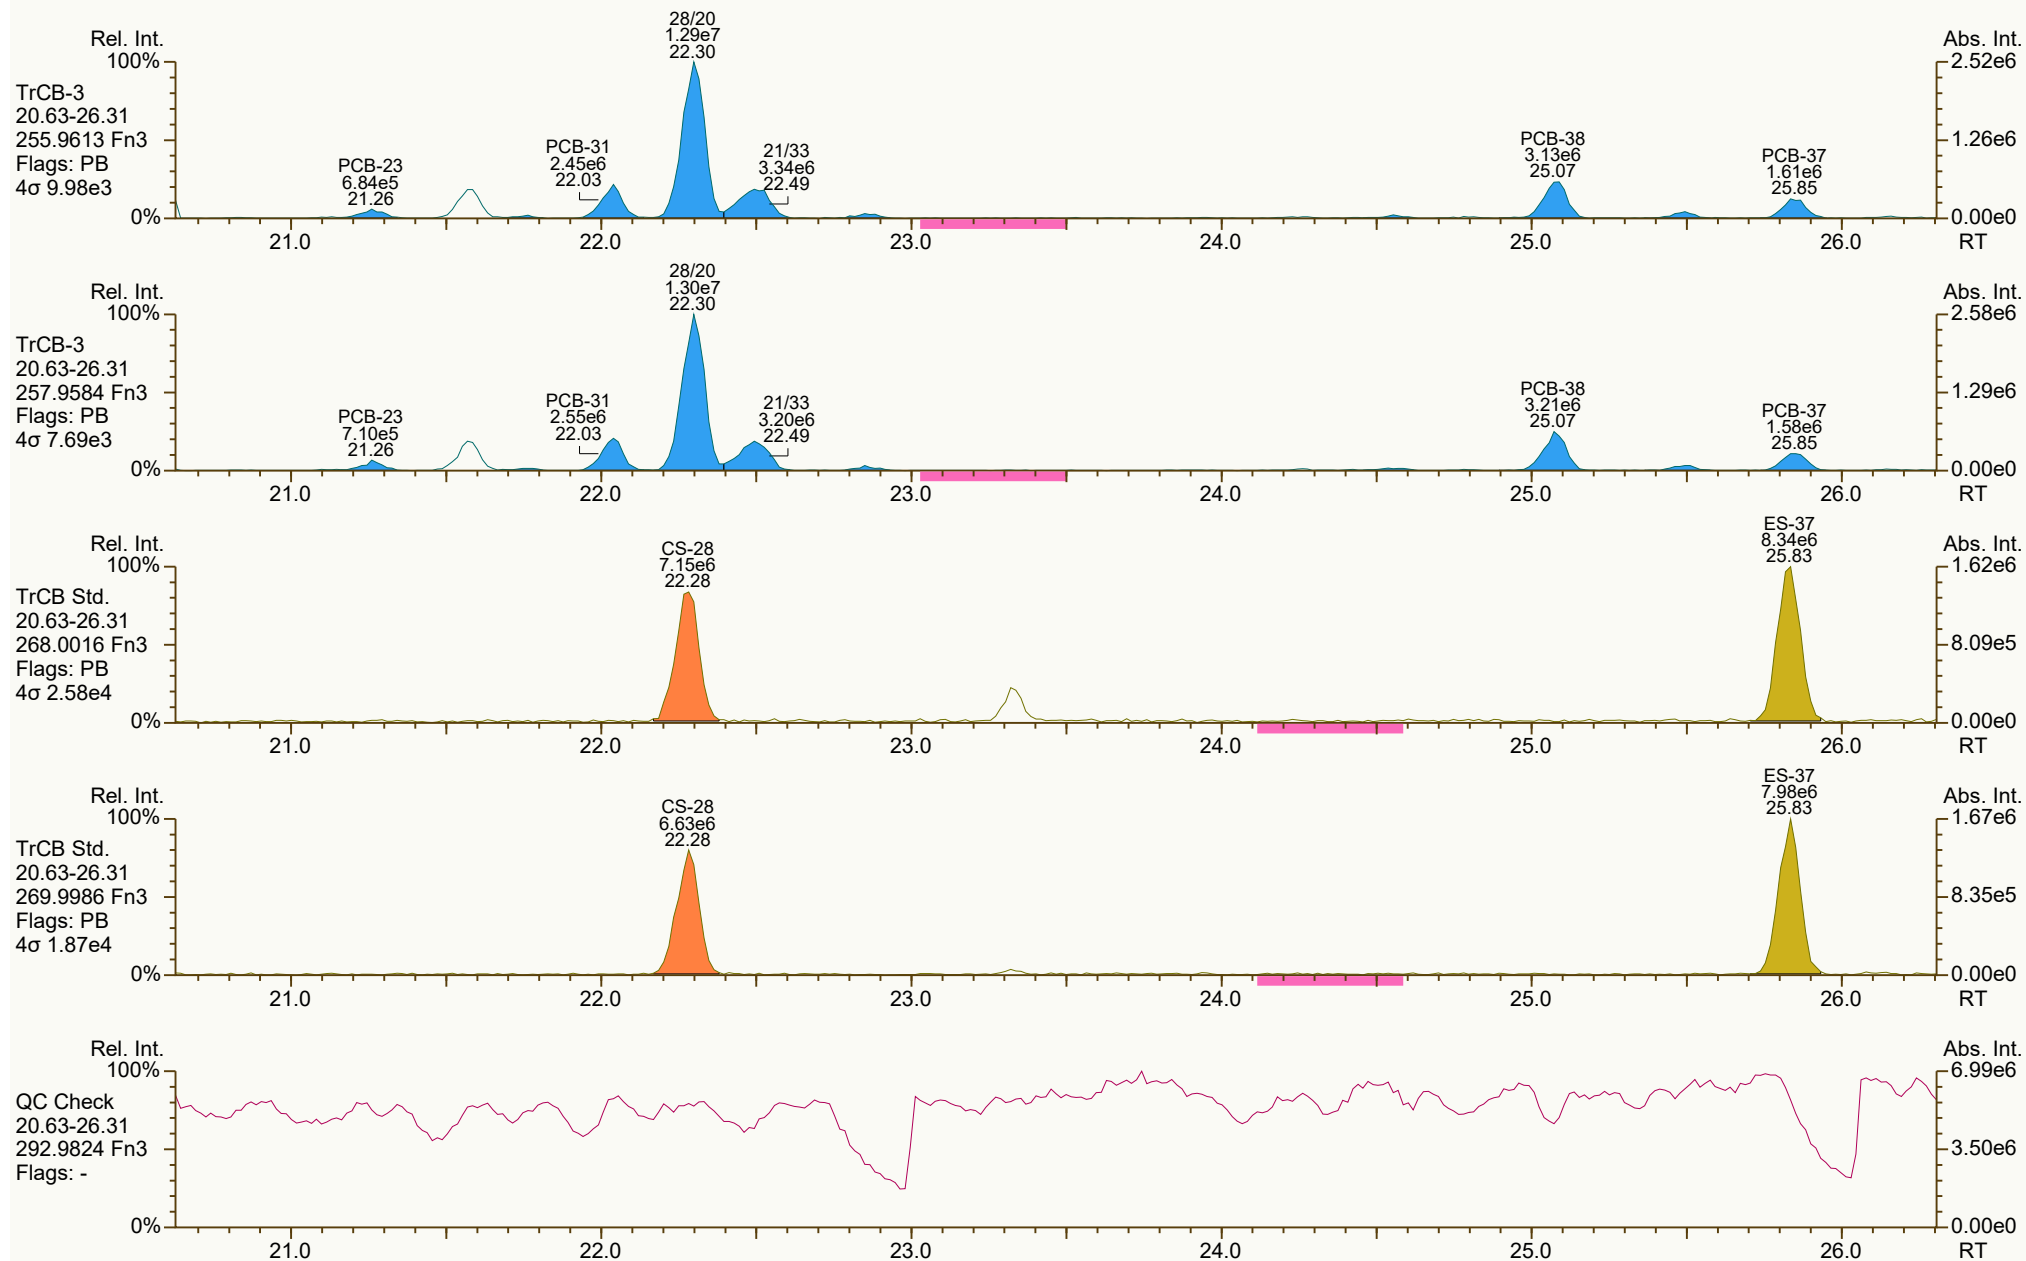 28/20
1.29e7
22.30
Rel. Int.
Abs. Int.
100%
2.52e6
TrCB-3
20.63-26.31
255.9613 Fn3
Flags: PB
4σ 9.98e3
PCB-23
6.84e5
21.26
PCB-31
2.45e6
22.03
21/33
3.34e6
22.49
PCB-38
3.13e6
25.07
PCB-37
1.61e6
25.85
1.26e6
0%
0.00e0
21.0 22.0 23.0 24.0 25.0 26.0 RT
28/20
1.30e7
22.30
Rel. Int.
Abs. Int.
100%
2.58e6
TrCB-3
20.63-26.31
257.9584 Fn3
Flags: PB
4σ 7.69e3
PCB-23
7.10e5
21.26
PCB-31
2.55e6
22.03
21/33
3.20e6
22.49
PCB-38
3.21e6
25.07
PCB-37
1.58e6
25.85
1.29e6
0%
0.00e0
21.0 22.0 23.0 24.0 25.0 26.0 RT
Rel. Int.
Abs. Int.
100%
1.62e6
TrCB Std.
20.63-26.31
268.0016 Fn3
Flags: PB
4σ 2.58e4
CS-28
7.15e6
22.28
ES-37
8.34e6
25.83
8.09e5
0%
0.00e0
21.0 22.0 23.0 24.0 25.0 26.0 RT
Rel. Int.
Abs. Int.
100%
1.67e6
TrCB Std.
20.63-26.31
269.9986 Fn3
Flags: PB
4σ 1.87e4
CS-28
6.63e6
22.28
ES-37
7.98e6
25.83
8.35e5
0%
0.00e0
21.0 22.0 23.0 24.0 25.0 26.0 RT
Rel. Int.
Abs. Int.
100%
6.99e6
QC Check
20.63-26.31
292.9824 Fn3
Flags: -
3.50e6
0%
0.00e0
21.0 22.0 23.0 24.0 25.0 26.0 RT